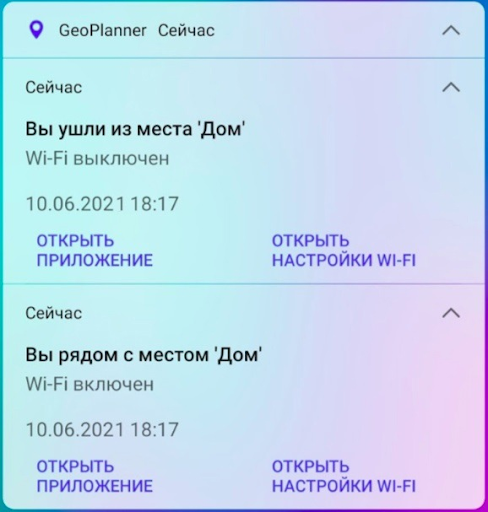 GeoPlanner Сейчас
Сейчас
Вы ушли из места 'Дом'
Wi-Fi выключен
10.06.2021 18:17
ОТКРЫТЬ ПРИЛОЖЕНИЕ
ОТКРЫТЬ НАСТРОЙКИ WI-FI
Сейчас
Вы рядом с местом 'Дом'
Wi-Fi включен
10.06.2021 18:17
ОТКРЫТЬ ПРИЛОЖЕНИЕ
ОТКРЫТЬ НАСТРОЙКИ WI-FI